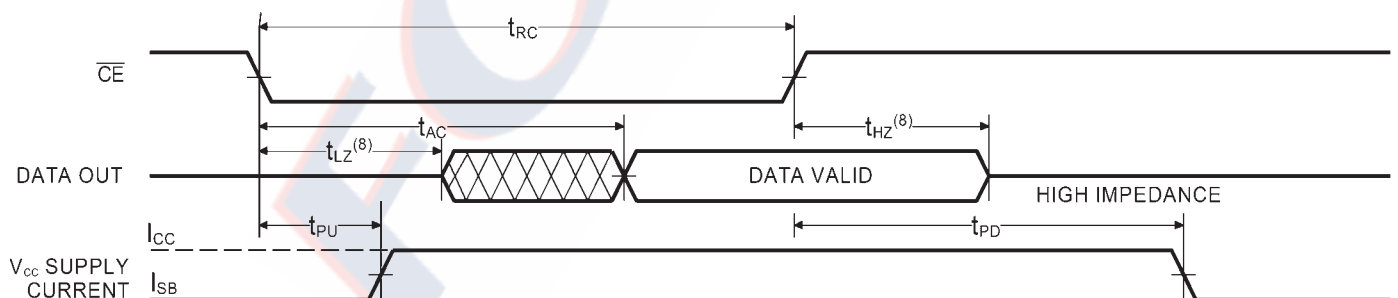 tRC
CE
tAC
tHZ(8)
tLZ(8)
DATA OUT
DATA VALID
HIGH IMPEDANCE
tPU
tPD
ICC
Vcc SUPPLY
CURRENT
ISB